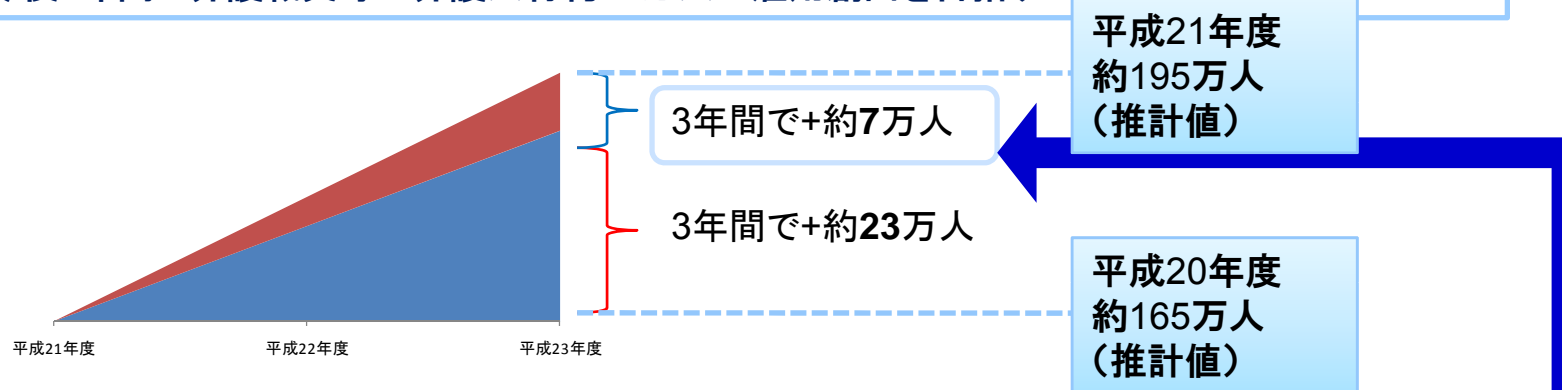 平成21年度
約195万人
（推計値）
3年間で+約7万人
3年間で+約23万人
平成20年度
約165万人
（推計値）
平成21年度
平成22年度
平成23年度